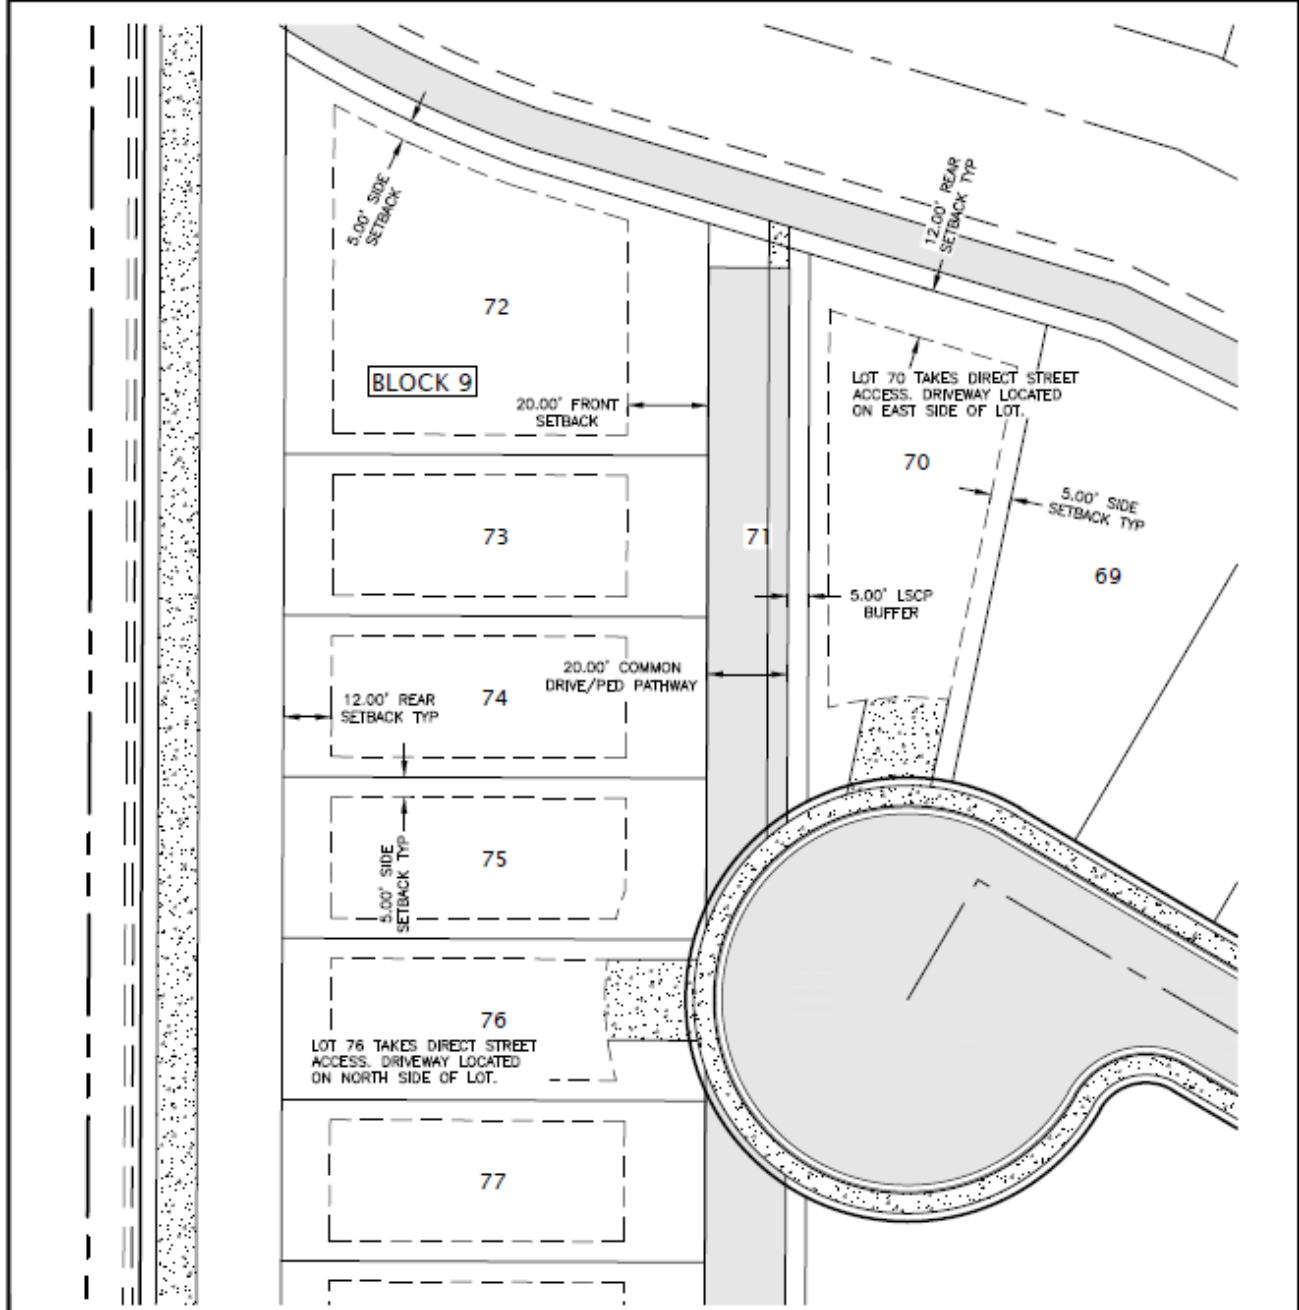 5.00' SIDE
SETBACK
12.00' REAR
SETBACK TYP
72
BLOCK 9
20.00' FRONT
SETBACK
LOT 70 TAKES DIRECT STREET
ACCESS. DRIVEWAY LOCATED
ON EAST SIDE OF LOT.
70
5.00' SIDE
SETBACK TYP
73
71
69
5.00' LSCP
BUFFER
20.00' COMMON
DRIVE/PED PATHWAY
12.00' REAR
SETBACK TYP
74
5.00' SIDE
SETBACK TYP
75
76
LOT 76 TAKES DIRECT STREET
ACCESS. DRIVEWAY LOCATED
ON NORTH SIDE OF LOT.
77